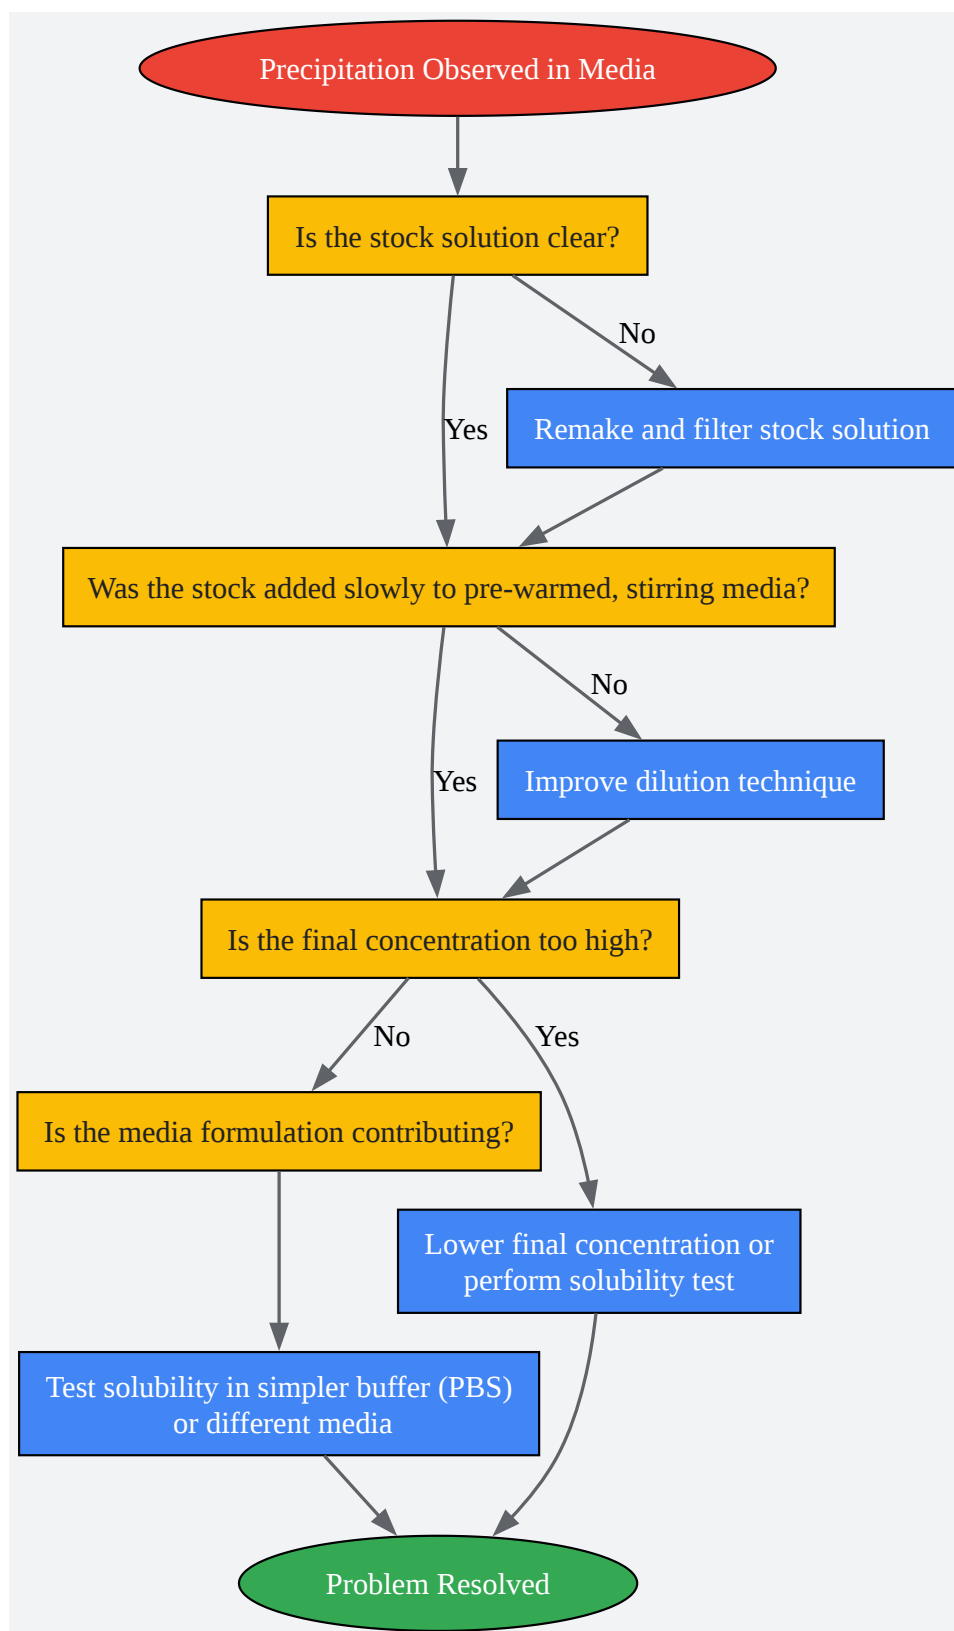 Precipitation Observed in Media
Is the stock solution clear?
No
Yes
Remake and filter stock solution
Was the stock added slowly to pre-warmed, stirring media?
No
Yes
Improve dilution technique
Is the final concentration too high?
No
Yes
Is the media formulation contributing?
Lower final concentration or
perform solubility test
Test solubility in simpler buffer (PBS)
or different media
Problem Resolved